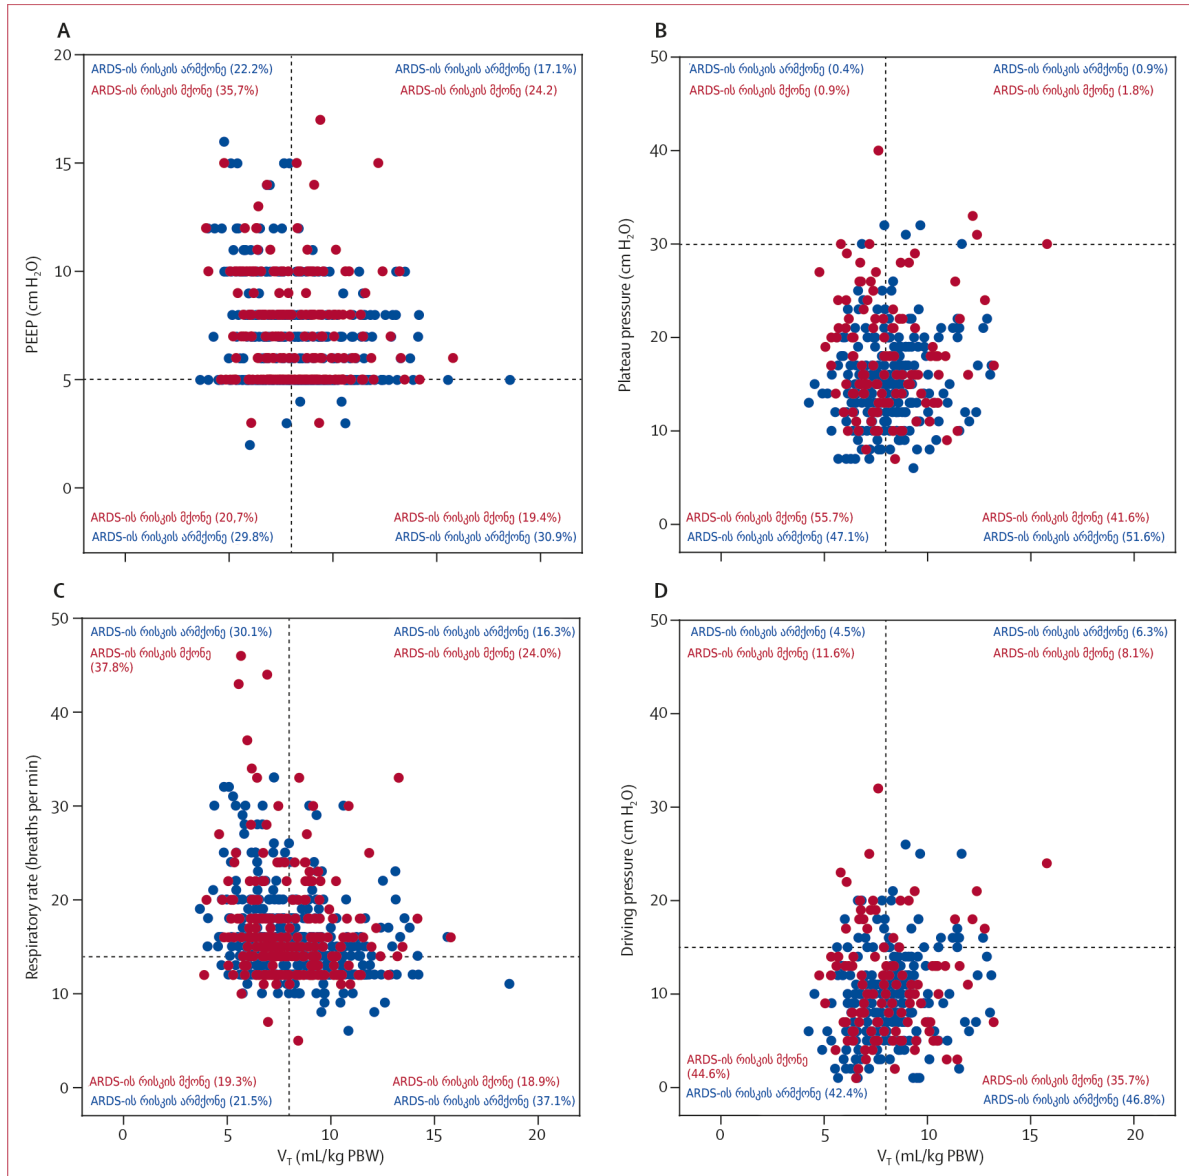 A
20
15
10
5
0
PEEP (cm H₂O)
ARDS-ის რისკის არმქონე (22.2%)
ARDS-ის რისკის მქონე (35,7%)
ARDS-ის რისკის არმქონე (17.1%)
ARDS-ის რისკის მქონე (24.2)
ARDS-ის რისკის მქონე (20,7%)
ARDS-ის რისკის არმქონე (29.8%)
ARDS-ის რისკის მქონე (19.4%)
ARDS-ის რისკის არმქონე (30.9%)
B
50
40
30
20
10
0
Plateau pressure (cm H₂O)
ARDS-ის რისკის არმქონე (0.4%)
ARDS-ის რისკის მქონე (0.9%)
ARDS-ის რისკის არმქონე (0.9%)
ARDS-ის რისკის მქონე (1.8%)
ARDS-ის რისკის მქონე (55.7%)
ARDS-ის რისკის არმქონე (47.1%)
ARDS-ის რისკის მქონე (41.6%)
ARDS-ის რისკის არმქონე (51.6%)
C
50
40
30
20
10
0
Respiratory rate (breaths per min)
ARDS-ის რისკის არმქონე (30.1%)
ARDS-ის რისკის მქონე
(37.8%)
ARDS-ის რისკის არმქონე (16.3%)
ARDS-ის რისკის მქონე (24.0%)
ARDS-ის რისკის მქონე (19.3%)
ARDS-ის რისკის არმქონე (21.5%)
ARDS-ის რისკის მქონე (18.9%)
ARDS-ის რისკის არმქონე (37.1%)
0 5 10 15 20
V_T (mL/kg PBW)
D
50
40
30
20
10
0
Driving pressure (cm H₂O)
ARDS-ის რისკის არმქონე (4.5%)
ARDS-ის რისკის მქონე (11.6%)
ARDS-ის რისკის არმქონე (6.3%)
ARDS-ის რისკის მქონე (8.1%)
ARDS-ის რისკის მქონე
(44.6%)
ARDS-ის რისკის არმქონე (42.4%)
ARDS-ის რისკის მქონე (35.7%)
ARDS-ის რისკის არმქონე (46.8%)
0 5 10 15 20
V_T (mL/kg PBW)